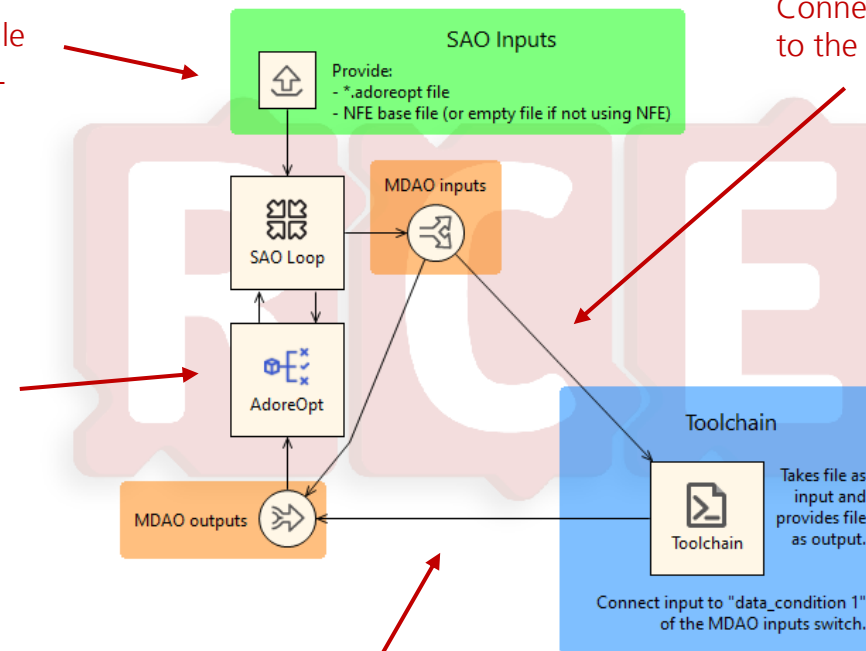 le
Conne
to the
SAO Inputs
Provide:
- *.adoreopt file
- NFE base file (or empty file if not using NFE)
MDAO inputs
SAO Loop
AdoreOpt
MDAO outputs
Toolchain
Takes file as
input and
provides file
as output.
Toolchain
Connect input to "data_condition 1"
of the MDAO inputs switch.
RCE